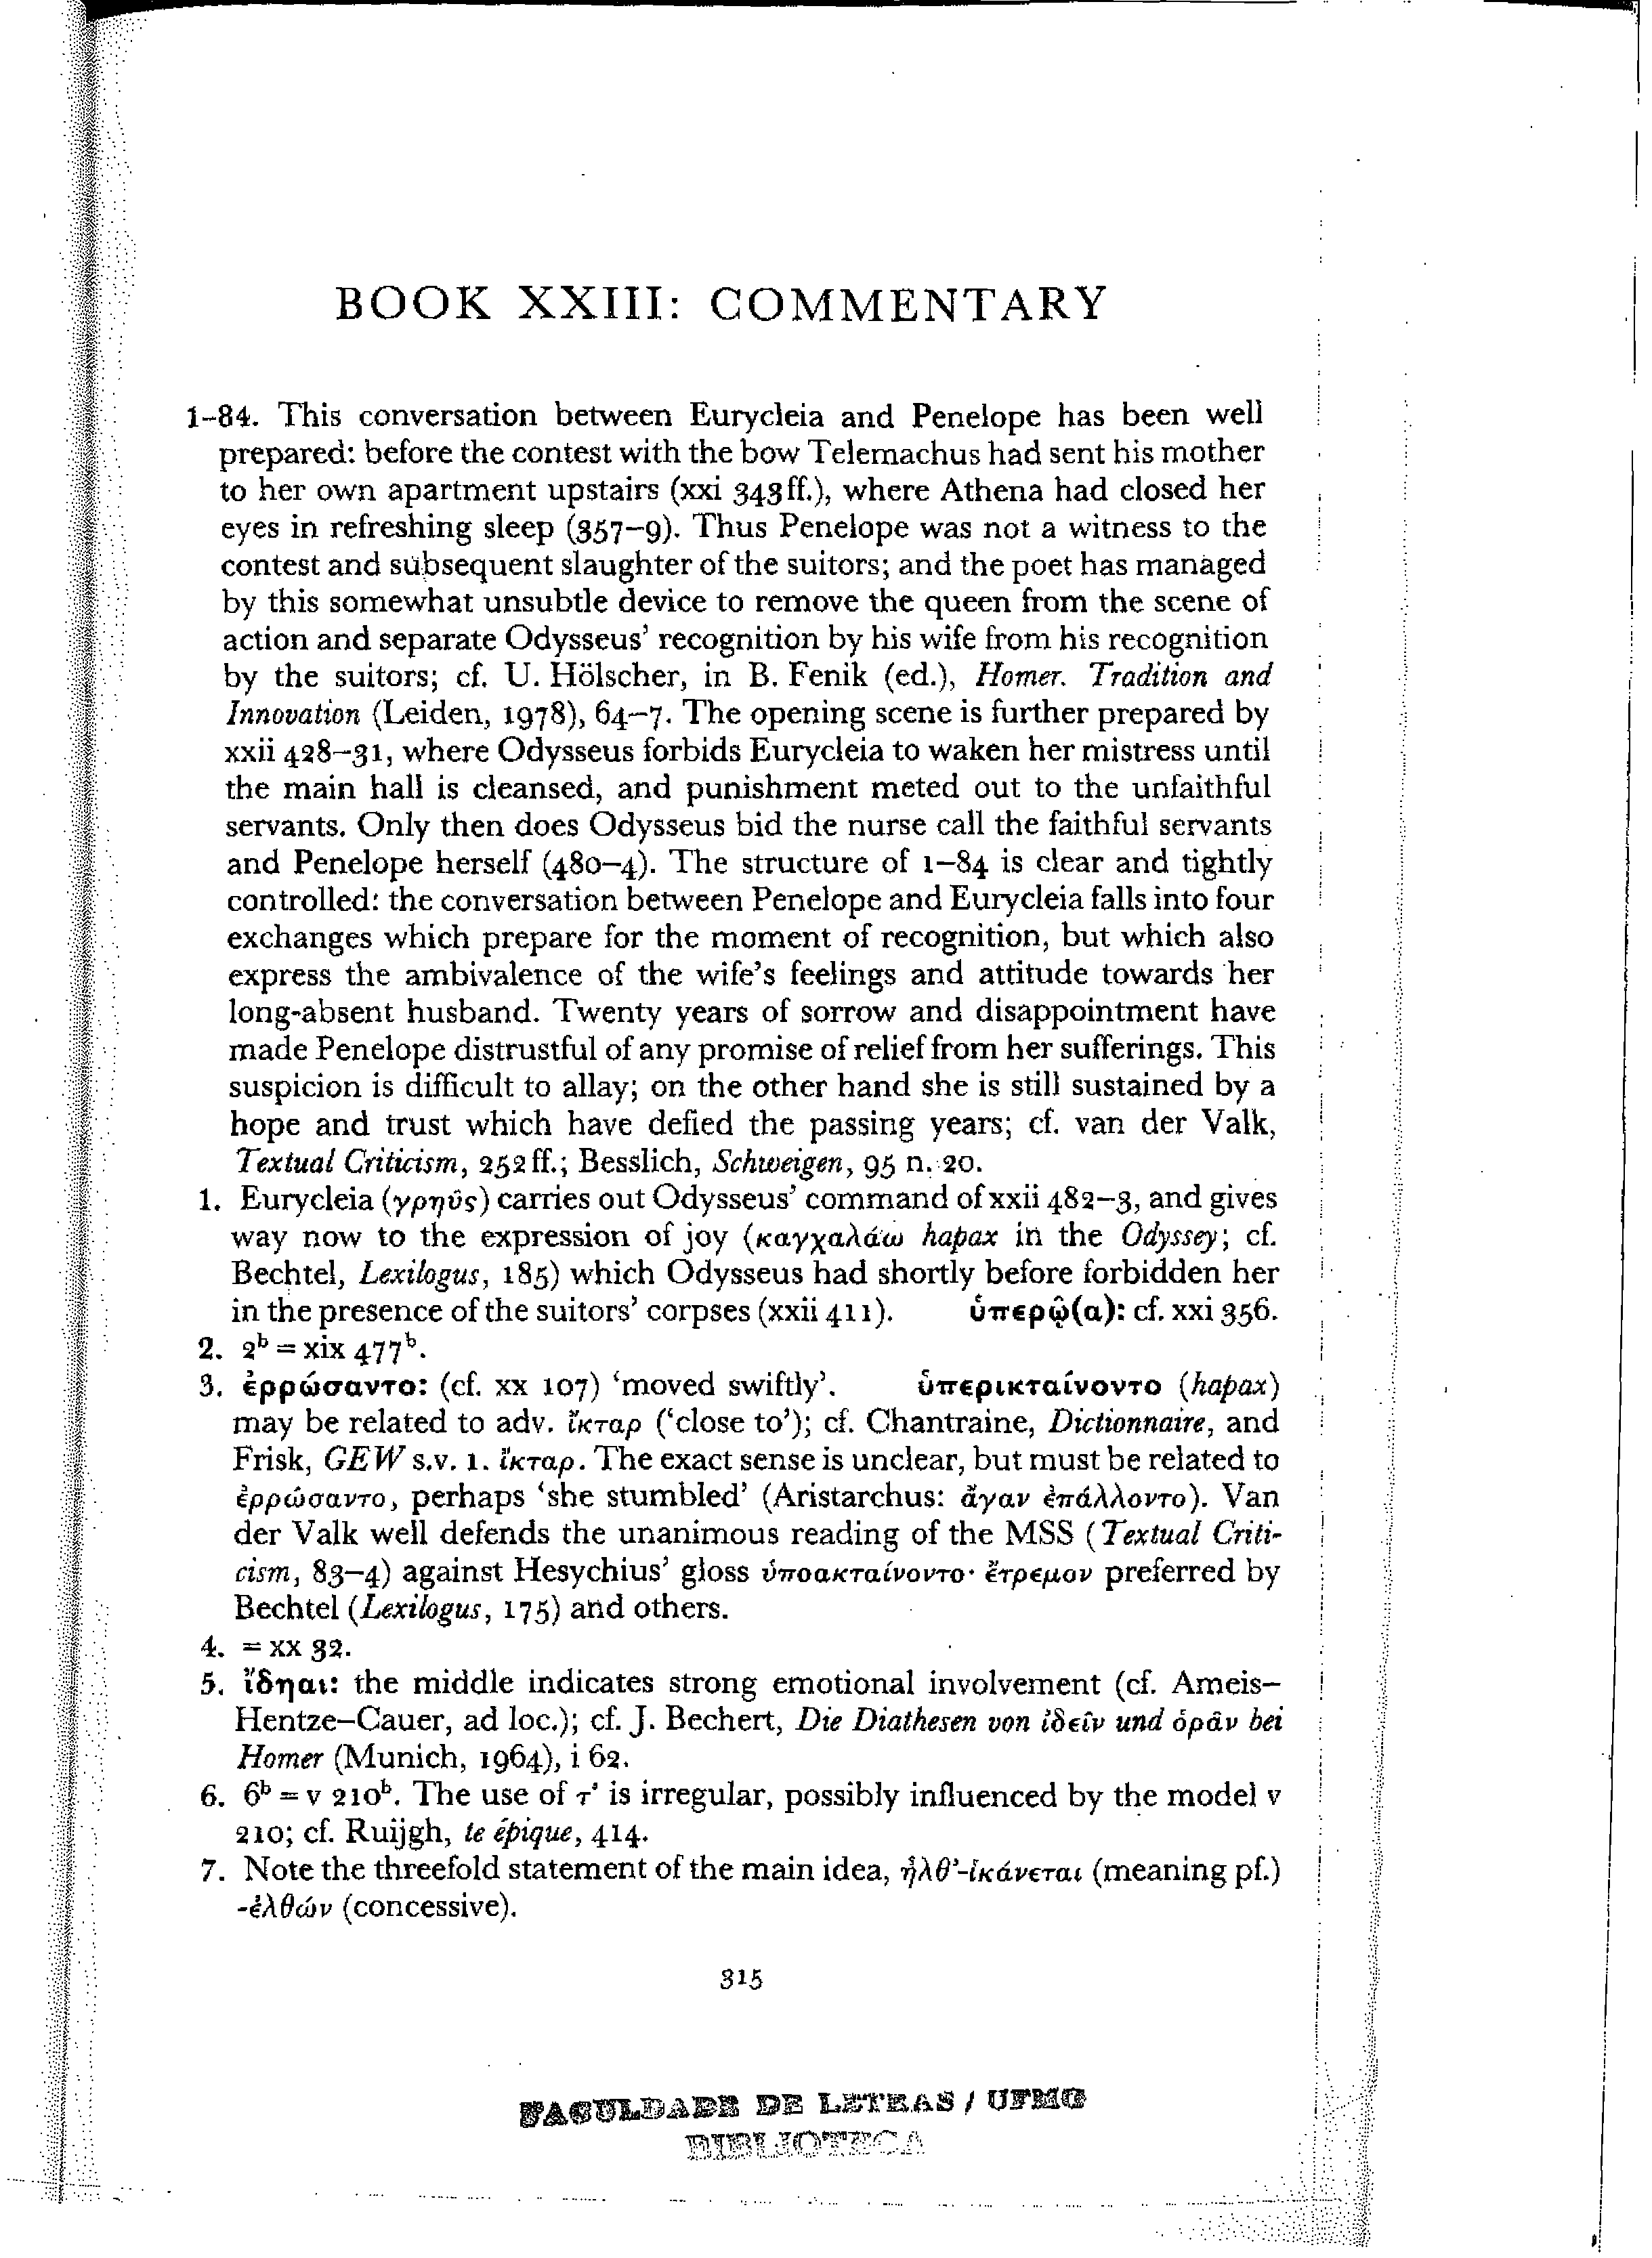 BOOK XXIII: COMMENTARY
1–84. This conversation between Eurycleia and Penelope has been well
prepared: before the contest with the bow Telemachus had sent his mother
to her own apartment upstairs (xxi 343 ff.), where Athena had closed her
eyes in refreshing sleep (357–9). Thus Penelope was not a witness to the
contest and subsequent slaughter of the suitors; and the poet has managed
by this somewhat unsubtle device to remove the queen from the scene of
action and separate Odysseus' recognition by his wife from his recognition
by the suitors; cf. U. Hölscher, in B. Fenik (ed.), Homer. Tradition and
Innovation (Leiden, 1978), 64–7. The opening scene is further prepared by
xxii 428–31, where Odysseus forbids Eurycleia to waken her mistress until
the main hall is cleansed, and punishment meted out to the unfaithful
servants. Only then does Odysseus bid the nurse call the faithful servants
and Penelope herself (480–4). The structure of 1–84 is clear and tightly
controlled: the conversation between Penelope and Eurycleia falls into four
exchanges which prepare for the moment of recognition, but which also
express the ambivalence of the wife's feelings and attitude towards her
long-absent husband. Twenty years of sorrow and disappointment have
made Penelope distrustful of any promise of relief from her sufferings. This
suspicion is difficult to allay; on the other hand she is still sustained by a
hope and trust which have defied the passing years; cf. van der Valk,
Textual Criticism, 252 ff.; Besslich, Schweigen, 95 n. 20.
1. Eurycleia (γρηῦς) carries out Odysseus' command of xxii 482–3, and gives
way now to the expression of joy (καγχαλάω hapax in the Odyssey; cf.
Bechtel, Lexilogus, 185) which Odysseus had shortly before forbidden her
in the presence of the suitors' corpses (xxii 411). ὑπερῷ(α): cf. xxi 356.
2. 2ᵇ = xix 477ᵇ.
3. ἐρρώσαντο: (cf. xx 107) 'moved swiftly'. ὑπερικταίνοντο (hapax)
may be related to adv. ἴκταρ ('close to'); cf. Chantraine, Dictionnaire, and
Frisk, GEW s.v. 1. ἴκταρ. The exact sense is unclear, but must be related to
ἐρρώσαντο, perhaps 'she stumbled' (Aristarchus: ἄγαν ἐπάλλοντο). Van
der Valk well defends the unanimous reading of the MSS (Textual Criti-
cism, 83–4) against Hesychius' gloss ὑποακταίνοντο· ἔτρεμον preferred by
Bechtel (Lexilogus, 175) and others.
4. = xx 32.
5. ἴδηαι: the middle indicates strong emotional involvement (cf. Ameis–
Hentze–Cauer, ad loc.); cf. J. Bechert, Die Diathesen von ἰδεῖν und ὁρᾶν bei
Homer (Munich, 1964), i 62.
6. 6ᵇ = v 210ᵇ. The use of τ' is irregular, possibly influenced by the model v
210; cf. Ruijgh, te épique, 414.
7. Note the threefold statement of the main idea, ἦλθ'-ἱκάνεται (meaning pf.)
-ἐλθών (concessive).
315
FACULDADE DE LETRAS / UFMG
BIBLIOTECA